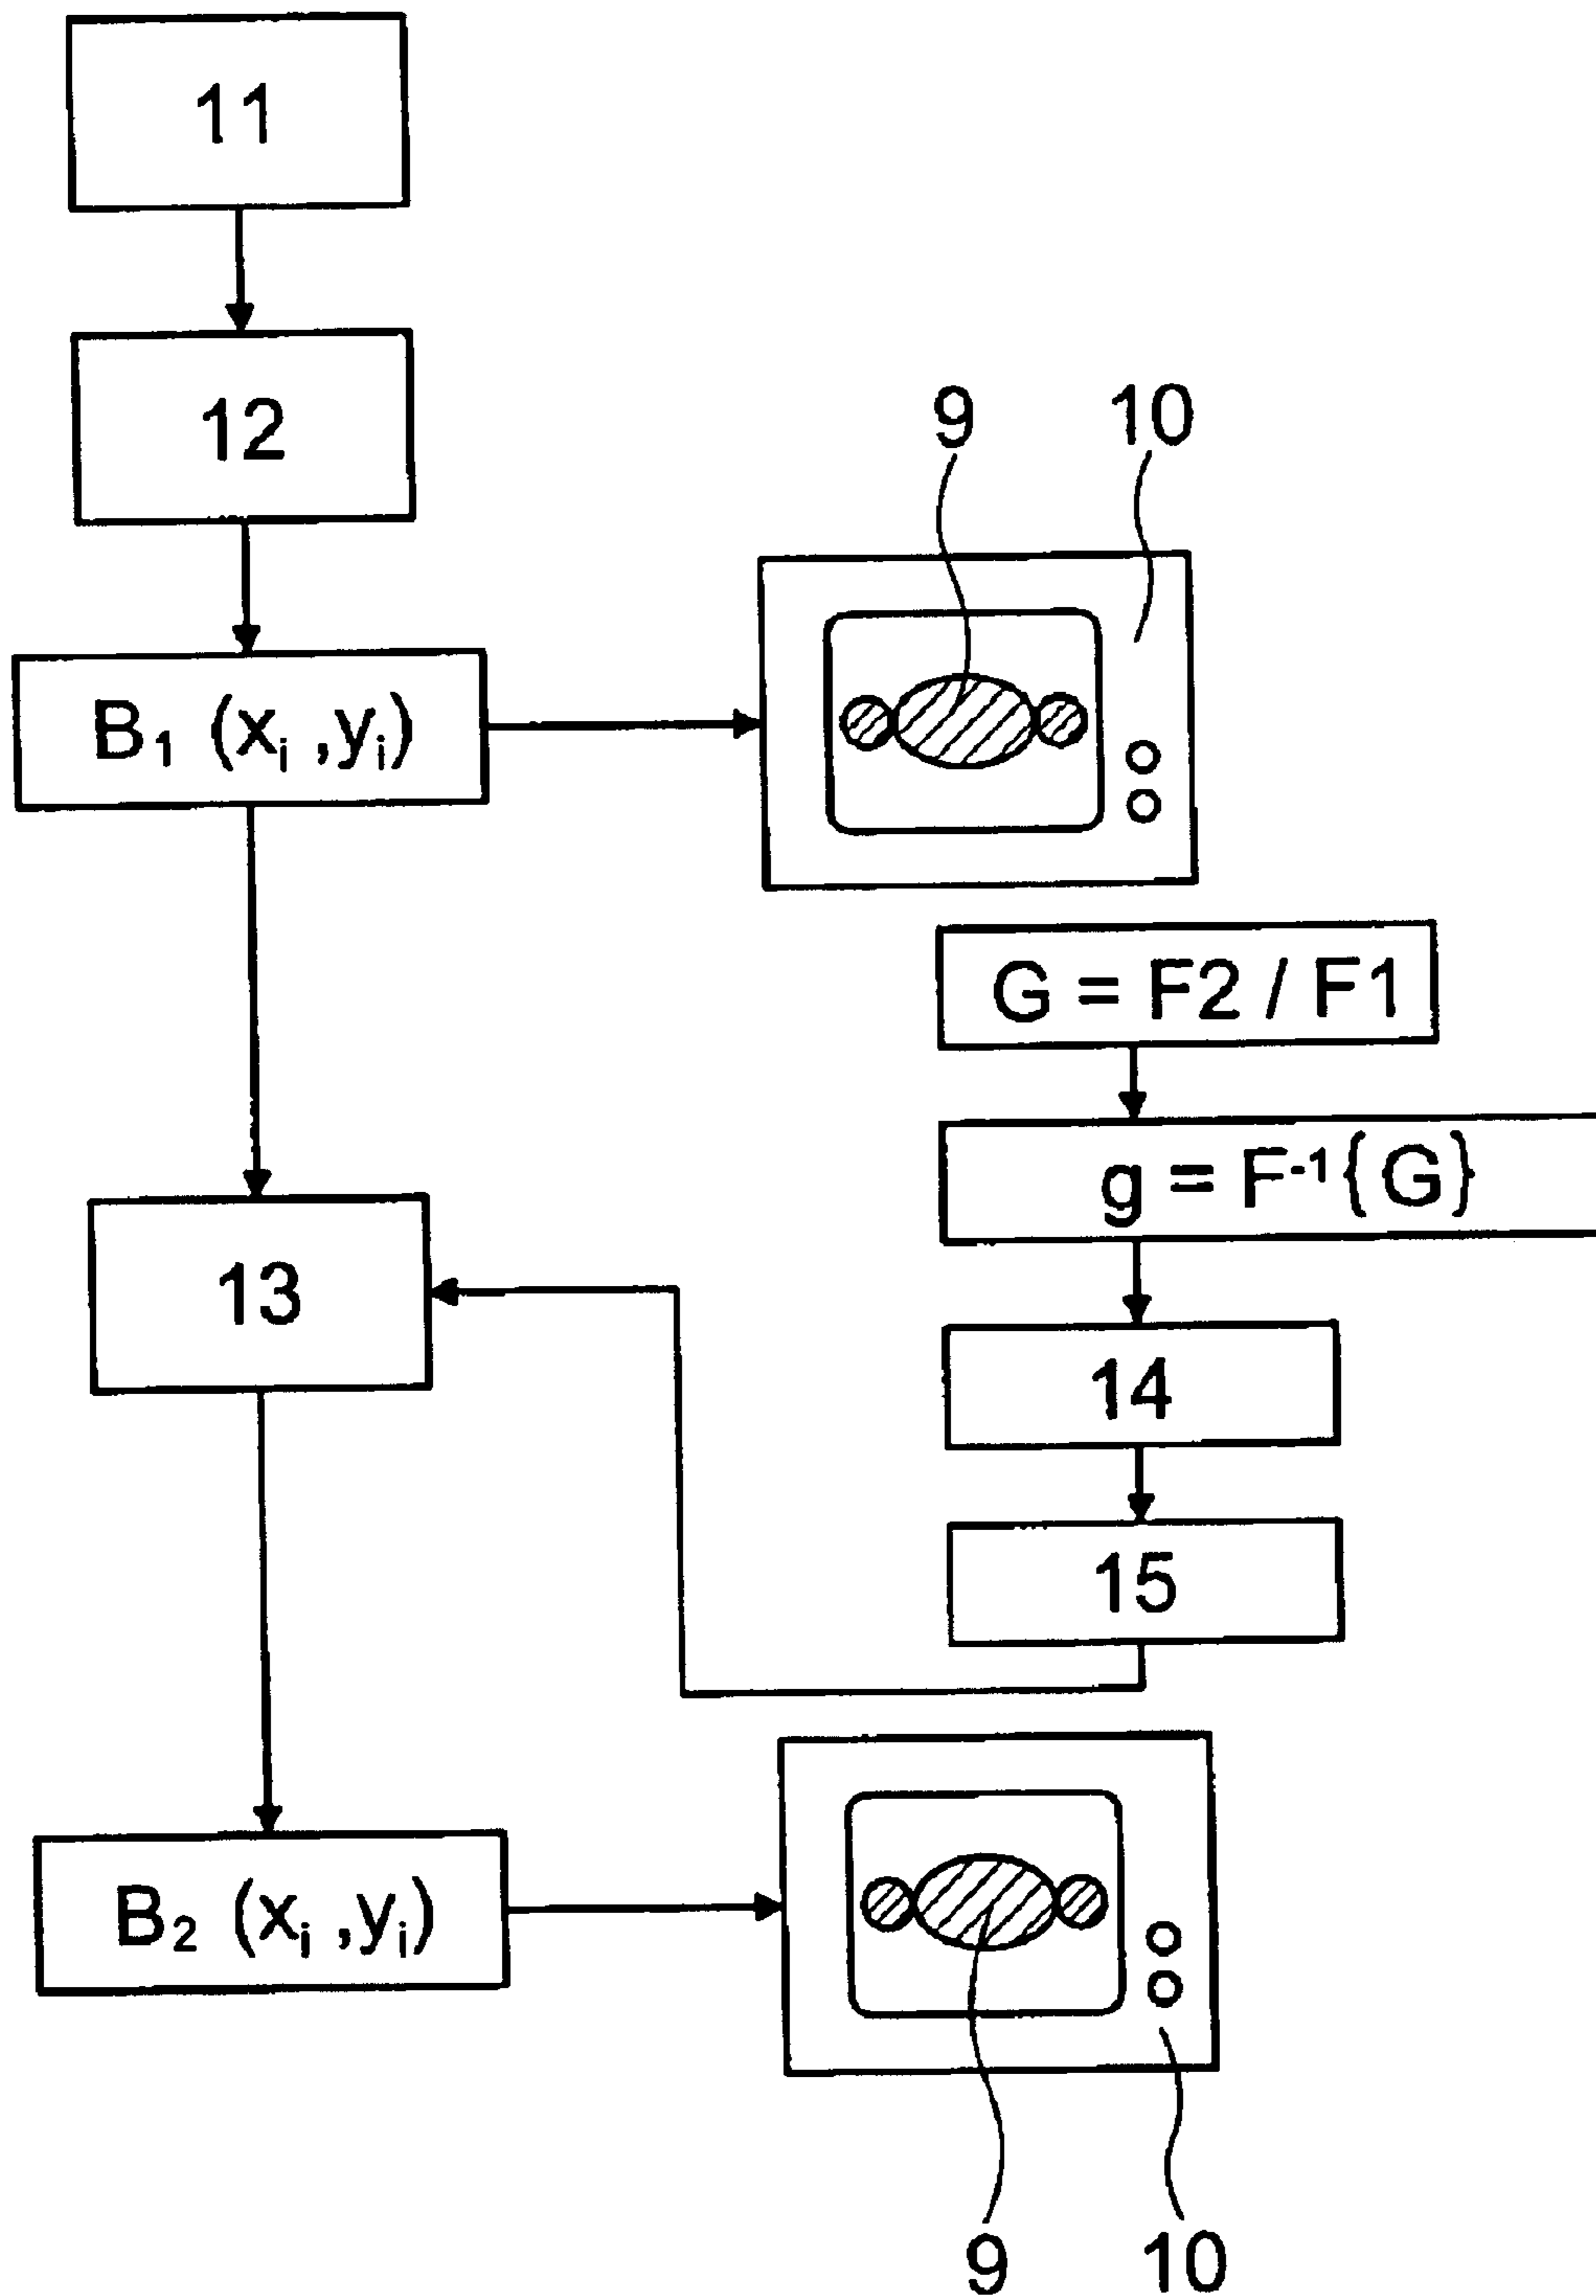 11
12
9 10
B₁ (xᵢ ,yᵢ)
G = F2 / F1
g = F⁻¹{G}
13
14
15
B₂ (xᵢ ,yᵢ)
9 10